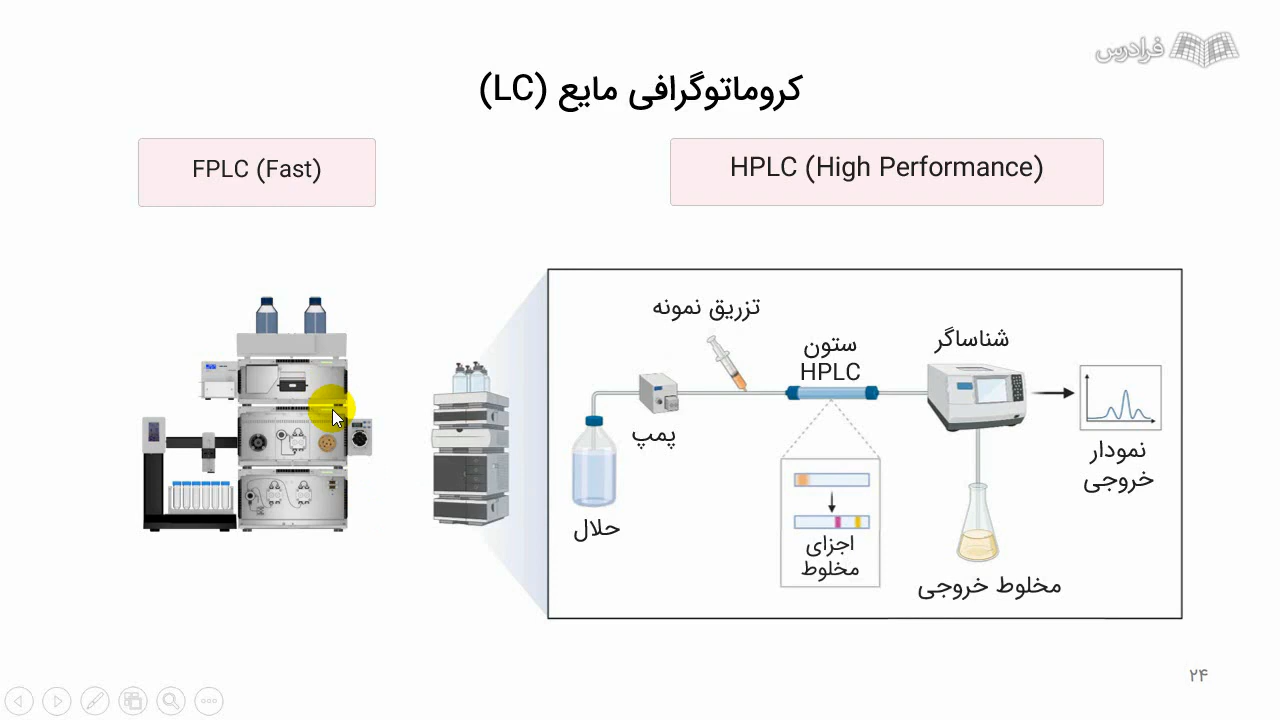 فرادرس
کروماتوگرافی مایع (LC)
HPLC (High Performance)
FPLC (Fast)
تزریق نمونه
شناساگر
ستون
HPLC
پمپ
نمودار
خروجی
حلال
اجزای
مخلوط
مخلوط خروجی
۲۴